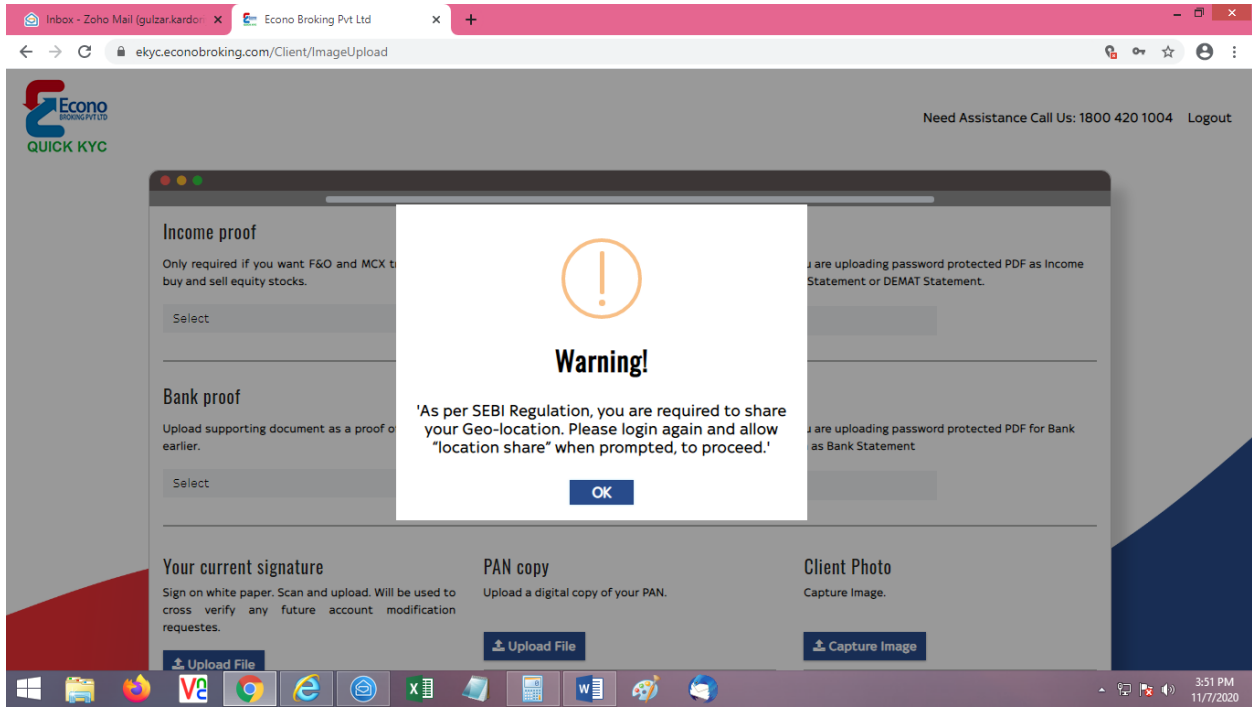 Inbox - Zoho Mail (gulzar.kardor
Econo Broking Pvt Ltd
ekyc.econobroking.com/Client/ImageUpload
Econo
BROKING PVT LTD
QUICK KYC
Need Assistance Call Us: 1800 420 1004 Logout
Income proof
Only required if you want F&O and MCX t
buy and sell equity stocks.
u are uploading password protected PDF as Income
Statement or DEMAT Statement.
Select
Warning!
'As per SEBI Regulation, you are required to share
your Geo-location. Please login again and allow
"location share" when prompted, to proceed.'
OK
Bank proof
Upload supporting document as a proof o
earlier.
u are uploading password protected PDF for Bank
as Bank Statement
Select
Your current signature
Sign on white paper. Scan and upload. Will be used to
cross verify any future account modification
requestes.
Upload File
PAN copy
Upload a digital copy of your PAN.
Upload File
Client Photo
Capture Image.
Capture Image
3:51 PM
11/7/2020